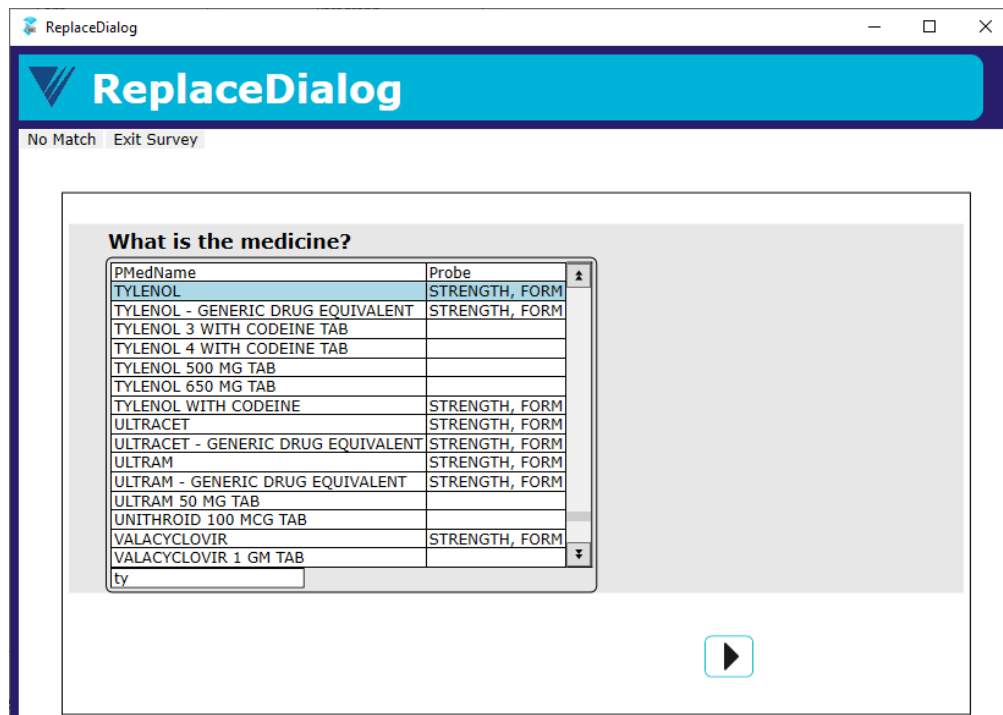 ReplaceDialog
ReplaceDialog
No Match Exit Survey
What is the medicine?
PMedName Probe
TYLENOL STRENGTH, FORM
TYLENOL - GENERIC DRUG EQUIVALENT STRENGTH, FORM
TYLENOL 3 WITH CODEINE TAB
TYLENOL 4 WITH CODEINE TAB
TYLENOL 500 MG TAB
TYLENOL 650 MG TAB
TYLENOL WITH CODEINE STRENGTH, FORM
ULTRACET STRENGTH, FORM
ULTRACET - GENERIC DRUG EQUIVALENT STRENGTH, FORM
ULTRAM STRENGTH, FORM
ULTRAM - GENERIC DRUG EQUIVALENT STRENGTH, FORM
ULTRAM 50 MG TAB
UNITHROID 100 MCG TAB
VALACYCLOVIR STRENGTH, FORM
VALACYCLOVIR 1 GM TAB
ty